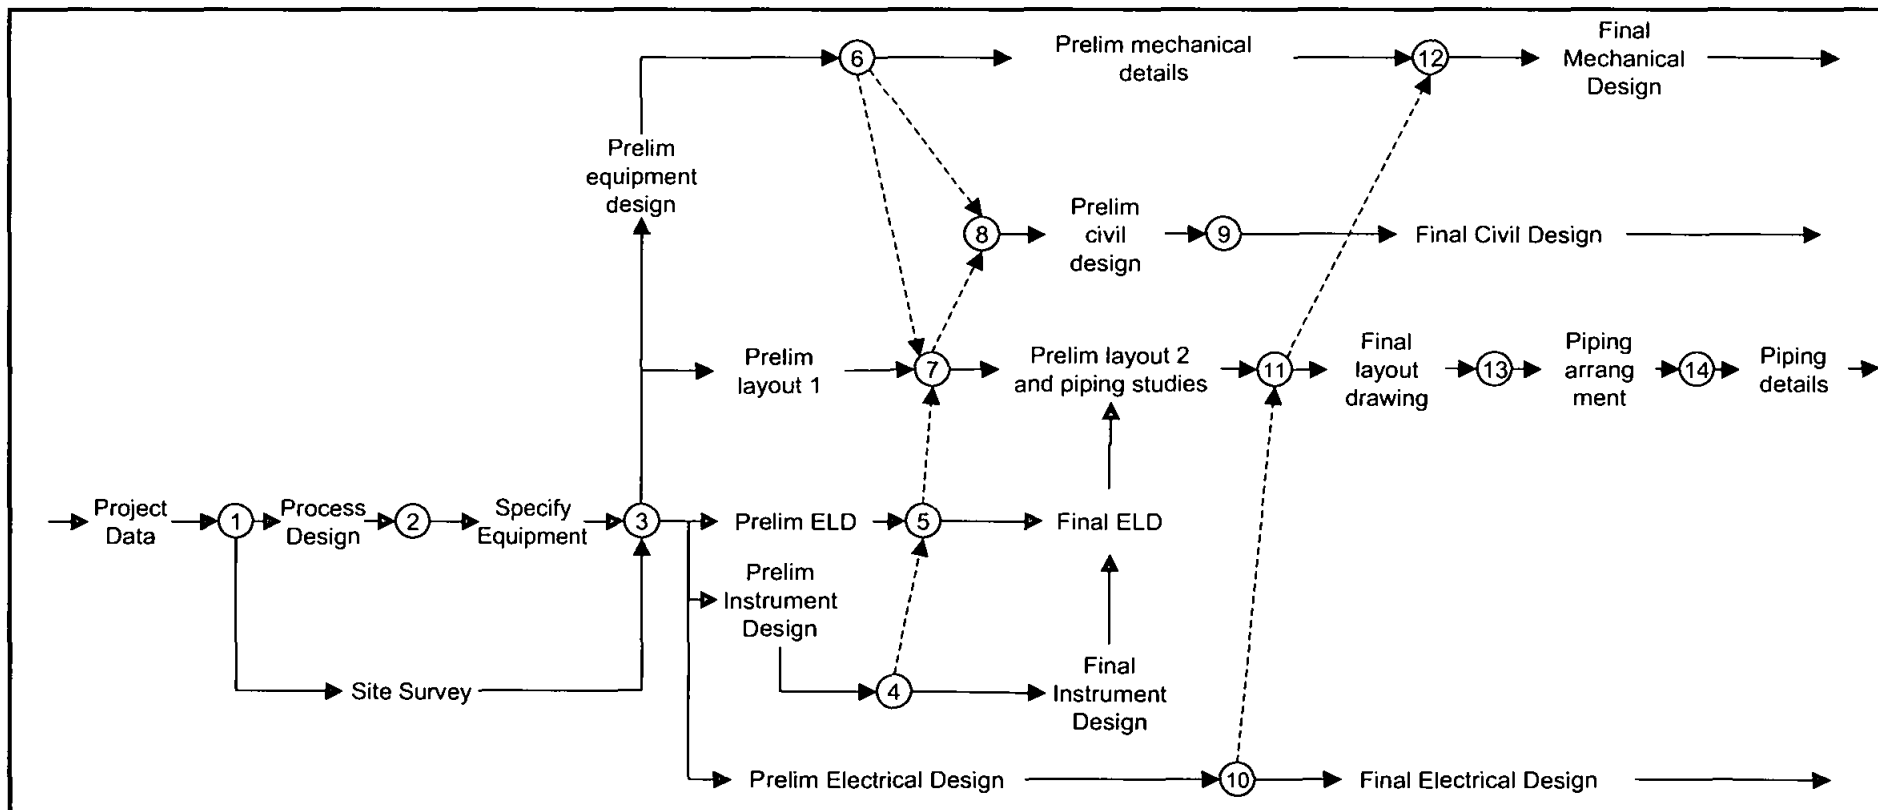 6
Prelim mechanical
details
12
Final
Mechanical
Design
Prelim
equipment
design
8
Prelim
civil
design
9
Final Civil Design
Prelim
layout 1
7
Prelim layout 2
and piping studies
11
Final
layout
drawing
13
Piping
arrang
ment
14
Piping
details
Project
Data
1
Process
Design
2
Specify
Equipment
3
Prelim ELD
5
Final ELD
Prelim
Instrument
Design
Site Survey
4
Final
Instrument
Design
Prelim Electrical Design
10
Final Electrical Design